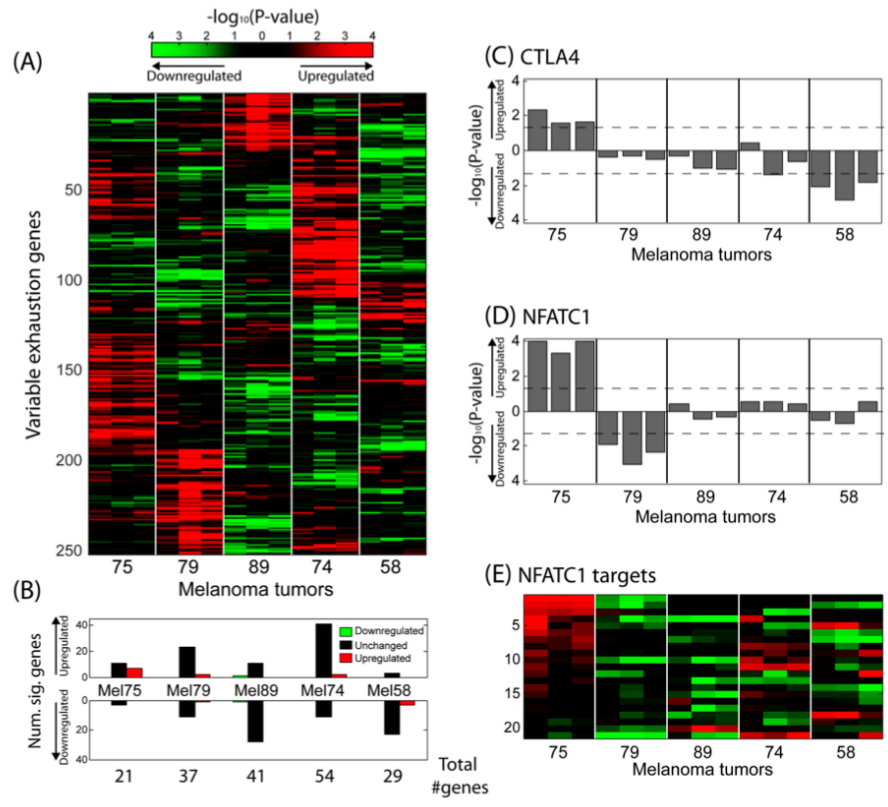 -log₁₀(P-value)
4 3 2 1 0 1 2 3 4
Downregulated Upregulated
(A)
Variable exhaustion genes
50
100
150
200
250
75 79 89 74 58
Melanoma tumors
(B)
Num. sig. genes
Upregulated
Downregulated
40
20
0
Downregulated
Unchanged
Upregulated
Mel75 Mel79 Mel89 Mel74 Mel58
0
20
40
21 37 41 54 29 Total
#genes
(C) CTLA4
-log₁₀(P-value)
Upregulated
Downregulated
4
2
0
2
4
75 79 89 74 58
Melanoma tumors
(D) NFATC1
-log₁₀(P-value)
Upregulated
Downregulated
4
2
0
2
4
75 79 89 74 58
Melanoma tumors
(E) NFATC1 targets
5
10
15
20
75 79 89 74 58